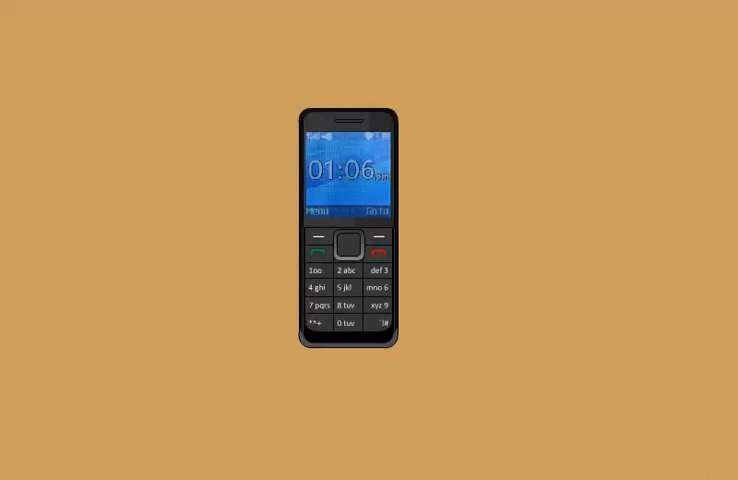 01:06 pm
Menu Go to
1oo 2 abc def 3
4 ghi 5 jkl mno 6
7 pqrs 8 tuv xyz 9
**+ 0 tuv